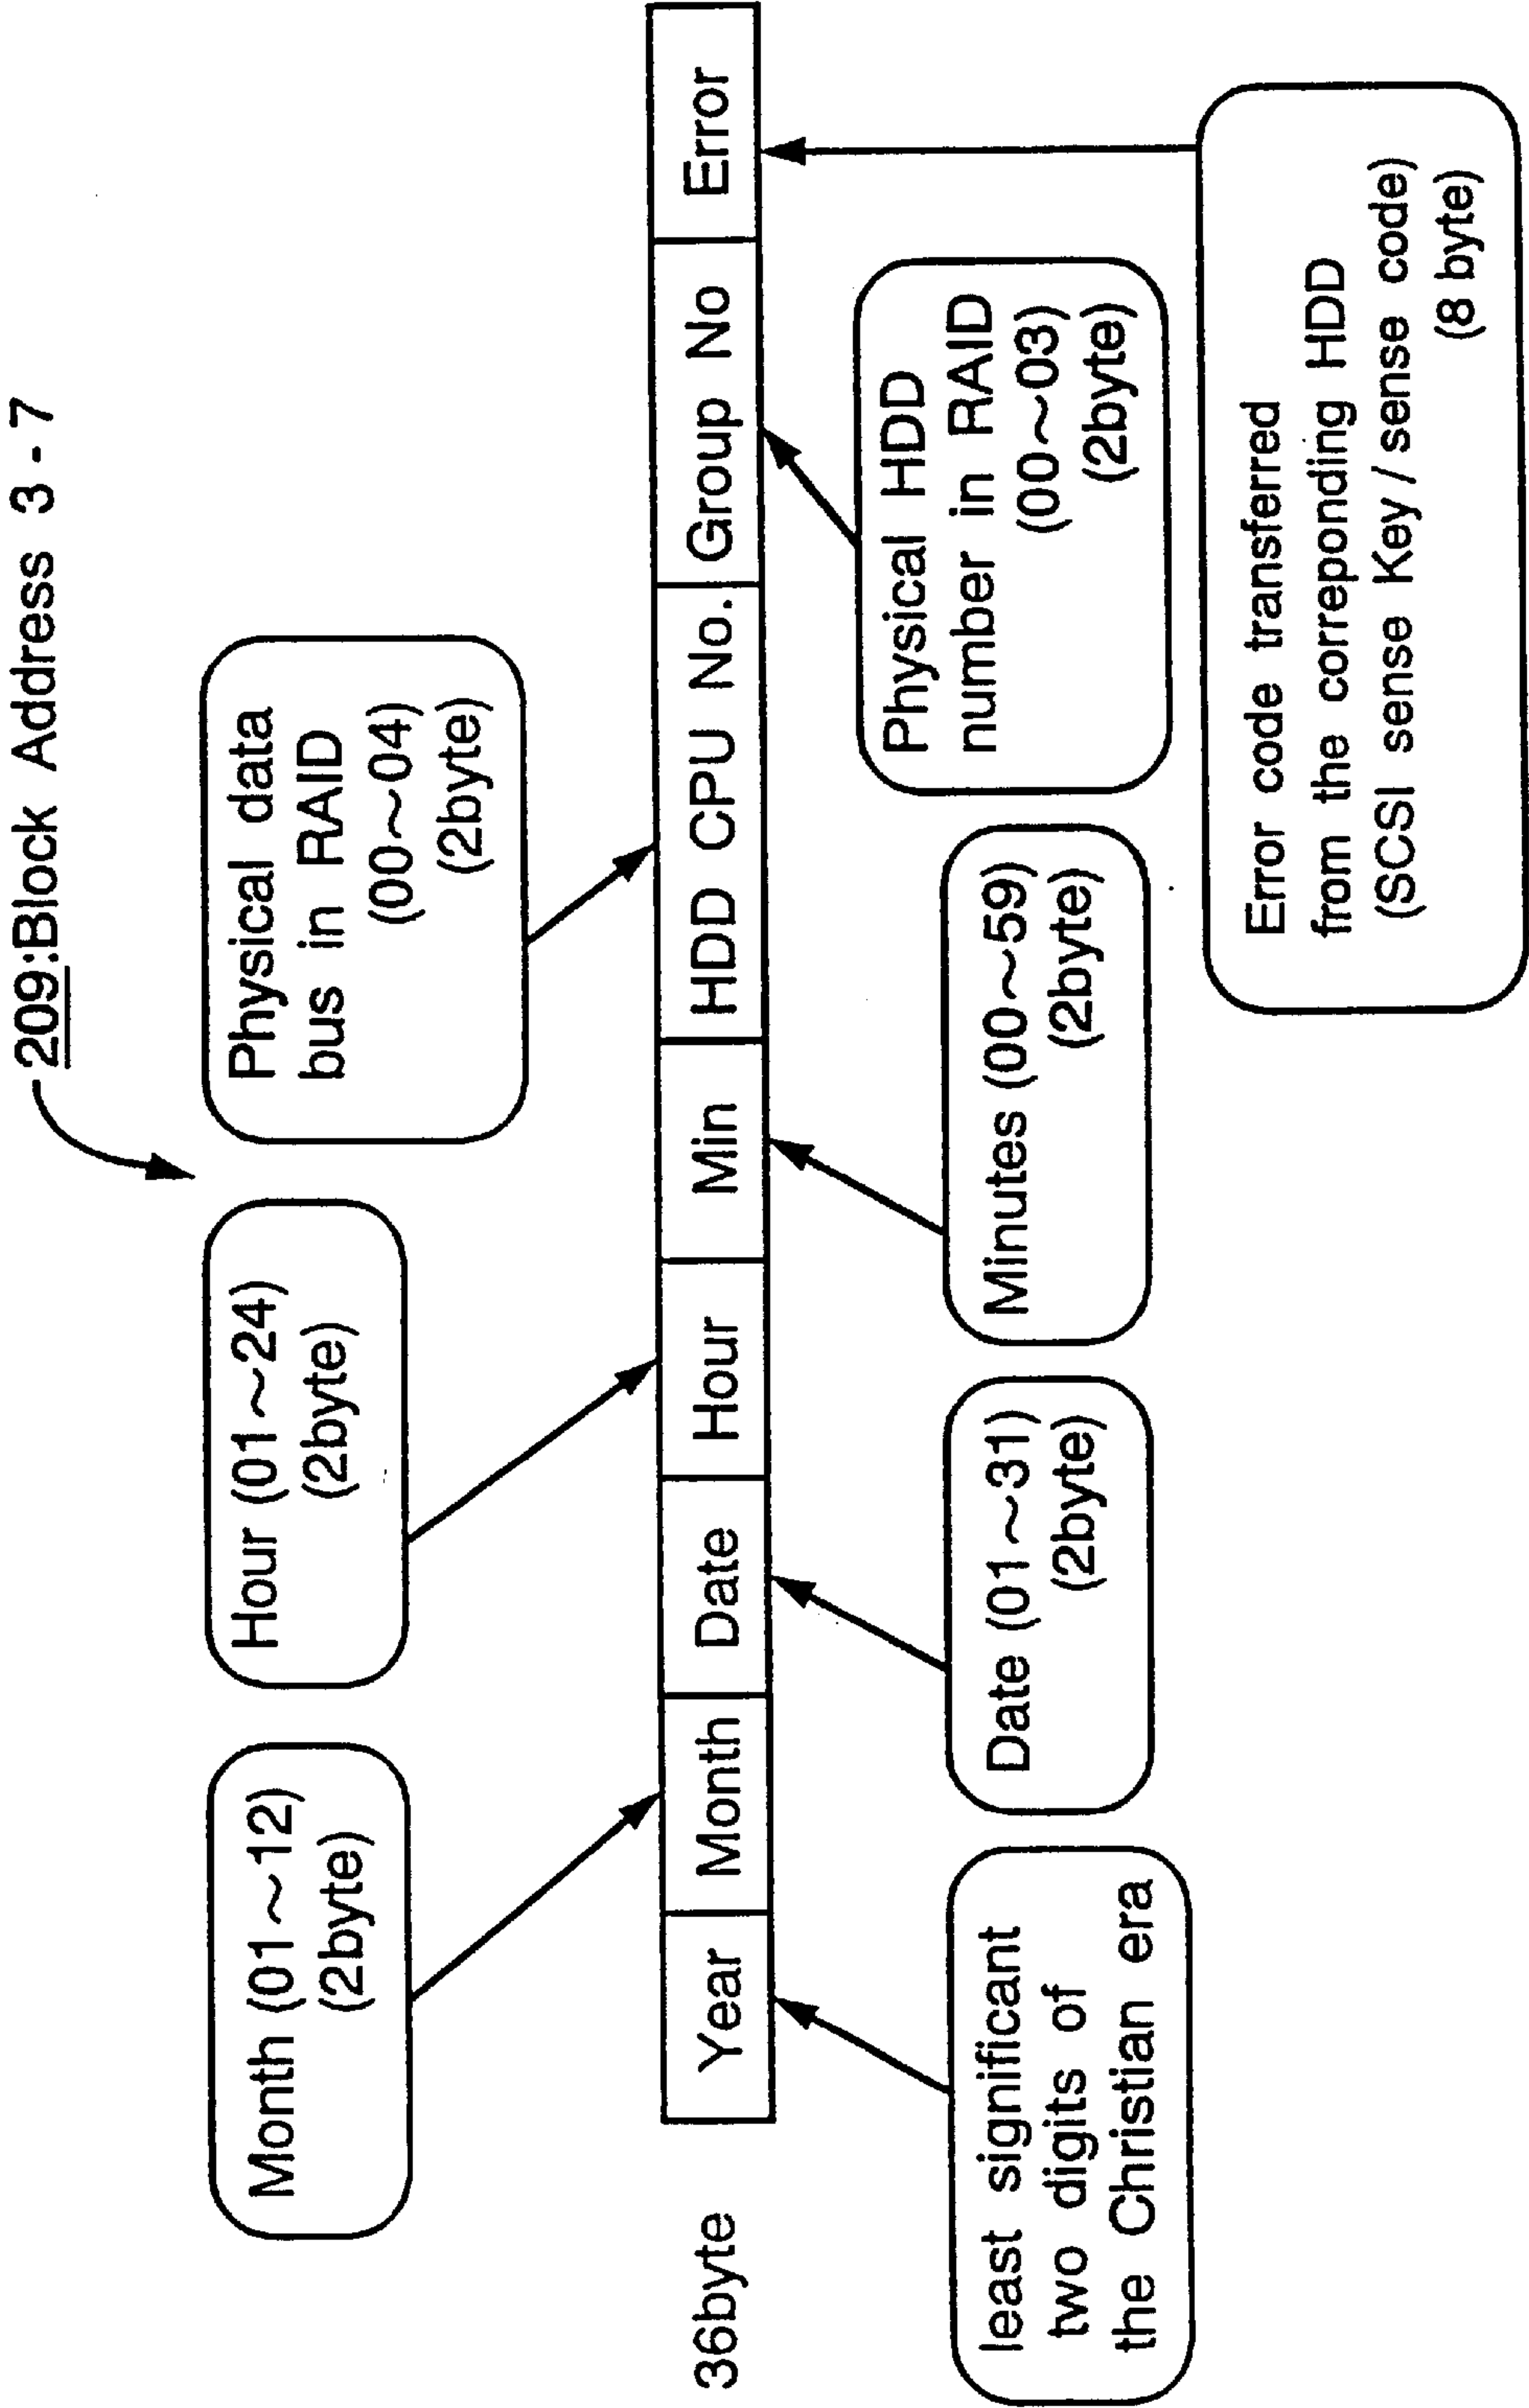 209:Block Address 3 - 7
Month (01~12)
(2byte)
Hour (01~24)
(2byte)
Physical data
bus in RAID
(00~04)
(2byte)
36byte
Year Month Date Hour Min HDD CPU No. Group No Error
least significant
two digits of
the Christian era
Date (01~31)
(2byte)
Minutes (00~59)
(2byte)
Physical HDD
number in RAID
(00~03)
(2byte)
Error code transferred
from the correponding HDD
(SCSI sense Key / sense code)
(8 byte)